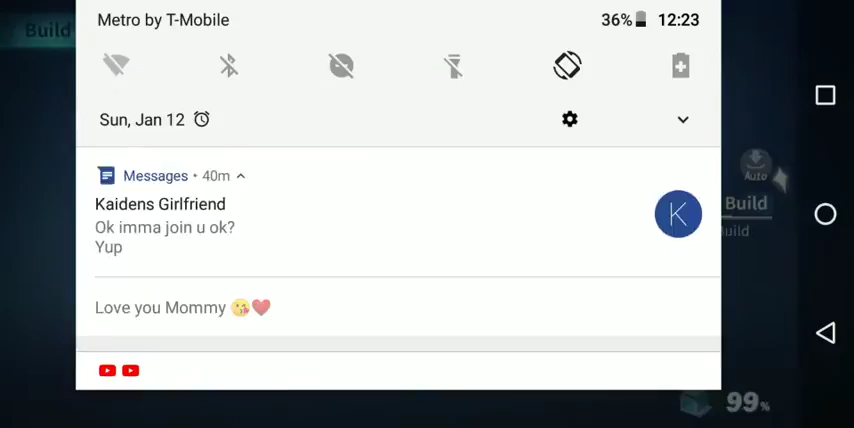 Build
Metro by T-Mobile
36% 12:23
Sun, Jan 12
Messages • 40m
Kaidens Girlfriend
Ok imma join u ok?
Yup
K
Love you Mommy 😘❤️
Auto
Build
Build
99%